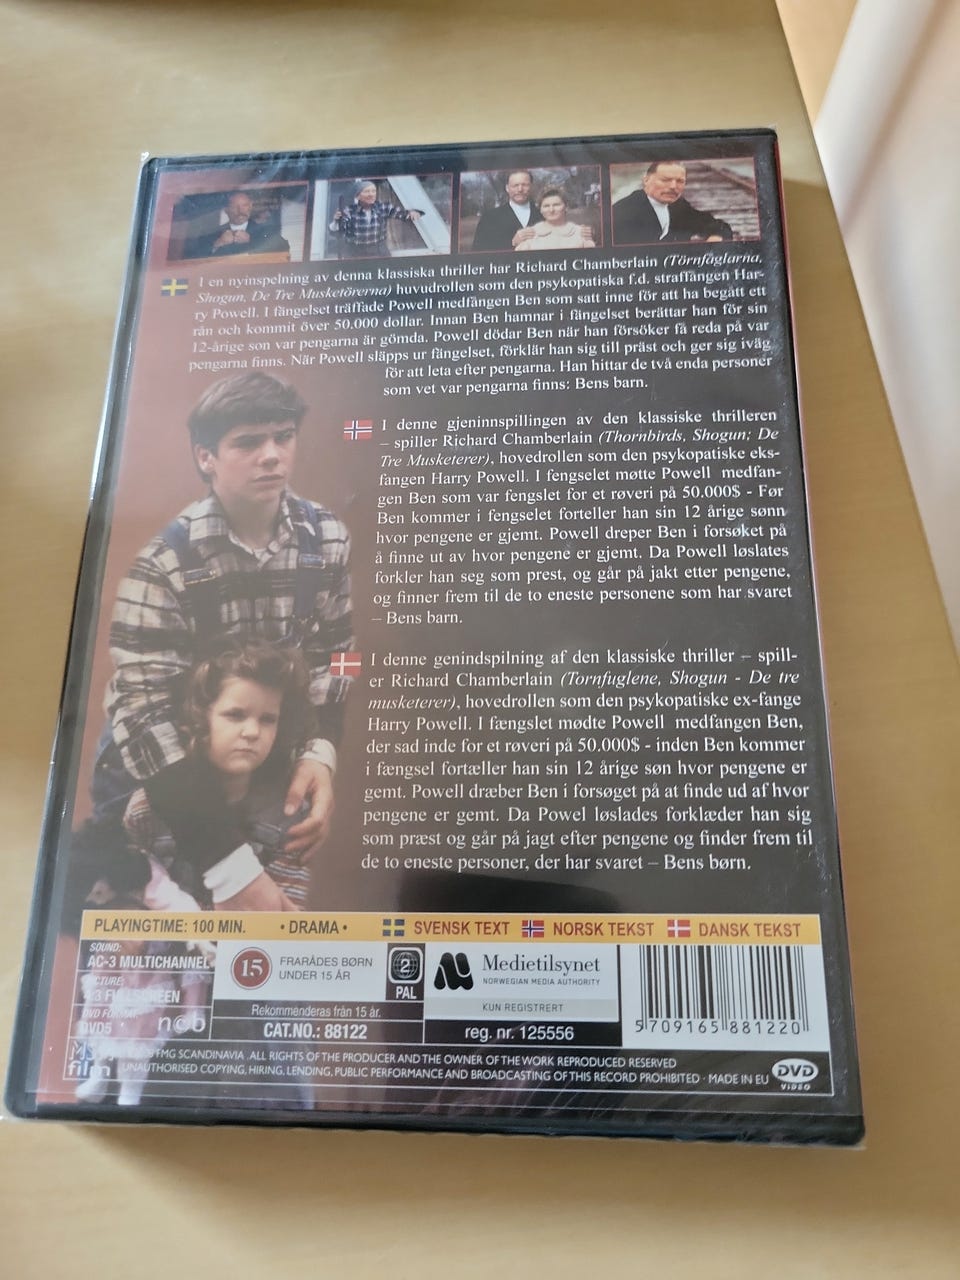 I en nyinspelning av denna klassiska thriller har Richard Chamberlain (Törnfåglarna,
Shogun, De Tre Musketörerna) huvudrollen som den psykopatiska f.d. straffången Har-
ry Powell. I fängelset träffade Powell medfången Ben som satt inne för att ha begått ett
rån och kommit över 50.000 dollar. Innan Ben hamnar i fängelset berättar han för sin
12-årige son var pengarna är gömda. Powell dödar Ben när han försöker få reda på var
pengarna finns. När Powell släpps ur fängelset, förklär han sig till präst och ger sig iväg
för att leta efter pengarna. Han hittar de två enda personer
som vet var pengarna finns: Bens barn.
I denne gjeninnspillingen av den klassiske thrilleren
– spiller Richard Chamberlain (Thornbirds, Shogun; De
Tre Musketerer), hovedrollen som den psykopatiske eks-
fangen Harry Powell. I fengselet møtte Powell medfan-
gen Ben som var fengslet for et røveri på 50.000$ - Før
Ben kommer i fengselet forteller han sin 12 årige sønn
hvor pengene er gjemt. Powell dreper Ben i forsøket på
å finne ut av hvor pengene er gjemt. Da Powell løslates
forkler han seg som prest, og går på jakt etter pengene,
og finner frem til de to eneste personene som har svaret
– Bens barn.
I denne genindspilning af den klassiske thriller – spill-
er Richard Chamberlain (Tornfuglene, Shogun - De tre
musketerer), hovedrollen som den psykopatiske ex-fange
Harry Powell. I fængslet mødte Powell medfangen Ben,
der sad inde for et røveri på 50.000$ - inden Ben kommer
i fængsel fortæller han sin 12 årige søn hvor pengene er
gemt. Powell dræber Ben i forsøget på at finde ud af hvor
pengene er gemt. Da Powel løslades forklæder han sig
som præst og går på jagt efter pengene og finder frem til
de to eneste personer, der har svaret – Bens børn.
PLAYINGTIME: 100 MIN. • DRAMA • SVENSK TEXT NORSK TEKST DANSK TEKST
SOUND:
AC-3 MULTICHANNEL
PICTURE:
4:3 FULLSCREEN
DVD FORMAT
DVD5
ncb
15
FRARÅDES BØRN
UNDER 15 ÅR
2
PAL
Rekommenderas från 15 år.
CAT.NO.: 88122
Medietilsynet
NORWEGIAN MEDIA AUTHORITY
KUN REGISTRERT
reg. nr. 125556
5 709165 881220
film
FMG SCANDINAVIA . ALL RIGHTS OF THE PRODUCER AND THE OWNER OF THE WORK REPRODUCED RESERVED
UNAUTHORISED COPYING, HIRING, LENDING, PUBLIC PERFORMANCE AND BROADCASTING OF THIS RECORD PROHIBITED · MADE IN EU
DVD
VIDEO